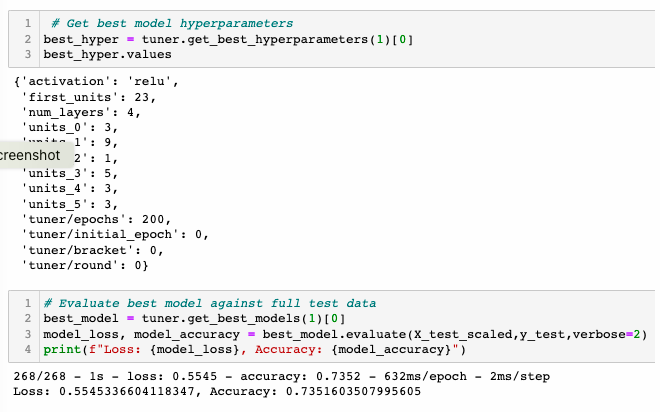 1 # Get best model hyperparameters
2 best_hyper = tuner.get_best_hyperparameters(1)[0]
3 best_hyper.values
{'activation': 'relu',
'first_units': 23,
'num_layers': 4,
'units_0': 3,
1': 9,
creenshot 2': 1,
'units_3': 5,
'units_4': 3,
'units_5': 3,
'tuner/epochs': 200,
'tuner/initial_epoch': 0,
'tuner/bracket': 0,
'tuner/round': 0}
1 # Evaluate best model against full test data
2 best_model = tuner.get_best_models(1)[0]
3 model_loss, model_accuracy = best_model.evaluate(X_test_scaled,y_test,verbose=2)
4 print(f"Loss: {model_loss}, Accuracy: {model_accuracy}")
268/268 - 1s - loss: 0.5545 - accuracy: 0.7352 - 632ms/epoch - 2ms/step
Loss: 0.5545336604118347, Accuracy: 0.7351603507995605